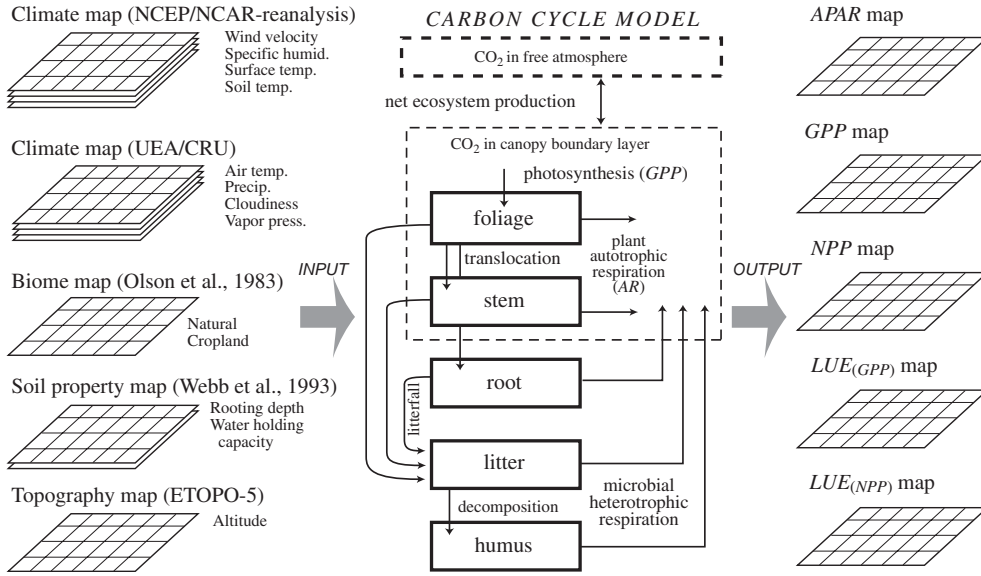 Climate map (NCEP/NCAR-reanalysis)
Wind velocity
Specific humid.
Surface temp.
Soil temp.
Climate map (UEA/CRU)
Air temp.
Precip.
Cloudiness
Vapor press.
Biome map (Olson et al., 1983)
Natural
Cropland
Soil property map (Webb et al., 1993)
Rooting depth
Water holding
capacity
Topography map (ETOPO-5)
Altitude
INPUT
CARBON CYCLE MODEL
CO2 in free atmosphere
net ecosystem production
CO2 in canopy boundary layer
photosynthesis (GPP)
foliage
translocation
plant
autotrophic
respiration
(AR)
stem
root
litterfall
litter
decomposition
microbial
heterotrophic
respiration
humus
OUTPUT
APAR map
GPP map
NPP map
LUE(GPP) map
LUE(NPP) map